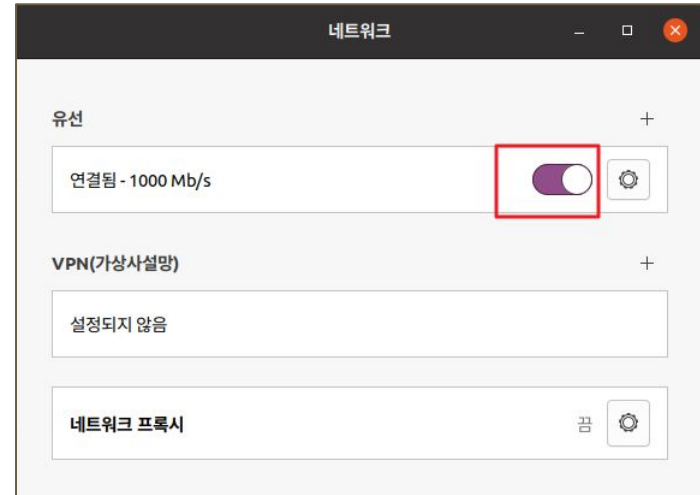 네트워크
유선
연결됨 - 1000 Mb/s
VPN(가상사설망)
설정되지 않음
네트워크 프록시 끔